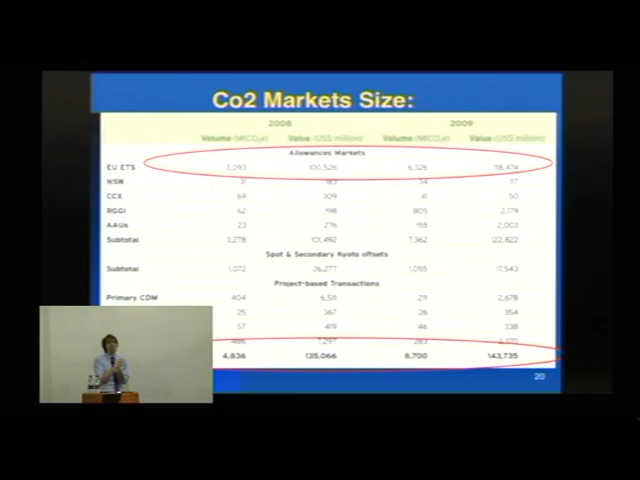 Co2 Markets Size:
2008 2009
Volume (MtCO2e) Value (US$ million) Volume (MtCO2e) Value (US$ million)
Allowances Markets
EU ETS 3,093 100,526 6,326 118,474
NSW 31 183 34 117
CCX 69 309 41 50
RGGI 62 198 805 2,179
AAUs 23 276 155 2,003
Subtotal 3,278 101,492 7,362 122,822
Spot & Secondary Kyoto offsets
Subtotal 1,072 26,277 1,055 17,543
Project-based Transactions
Primary CDM 404 6,511 211 2,678
25 367 26 354
57 419 46 338
486 7,297 283
4,836 135,066 8,700 143,735
20